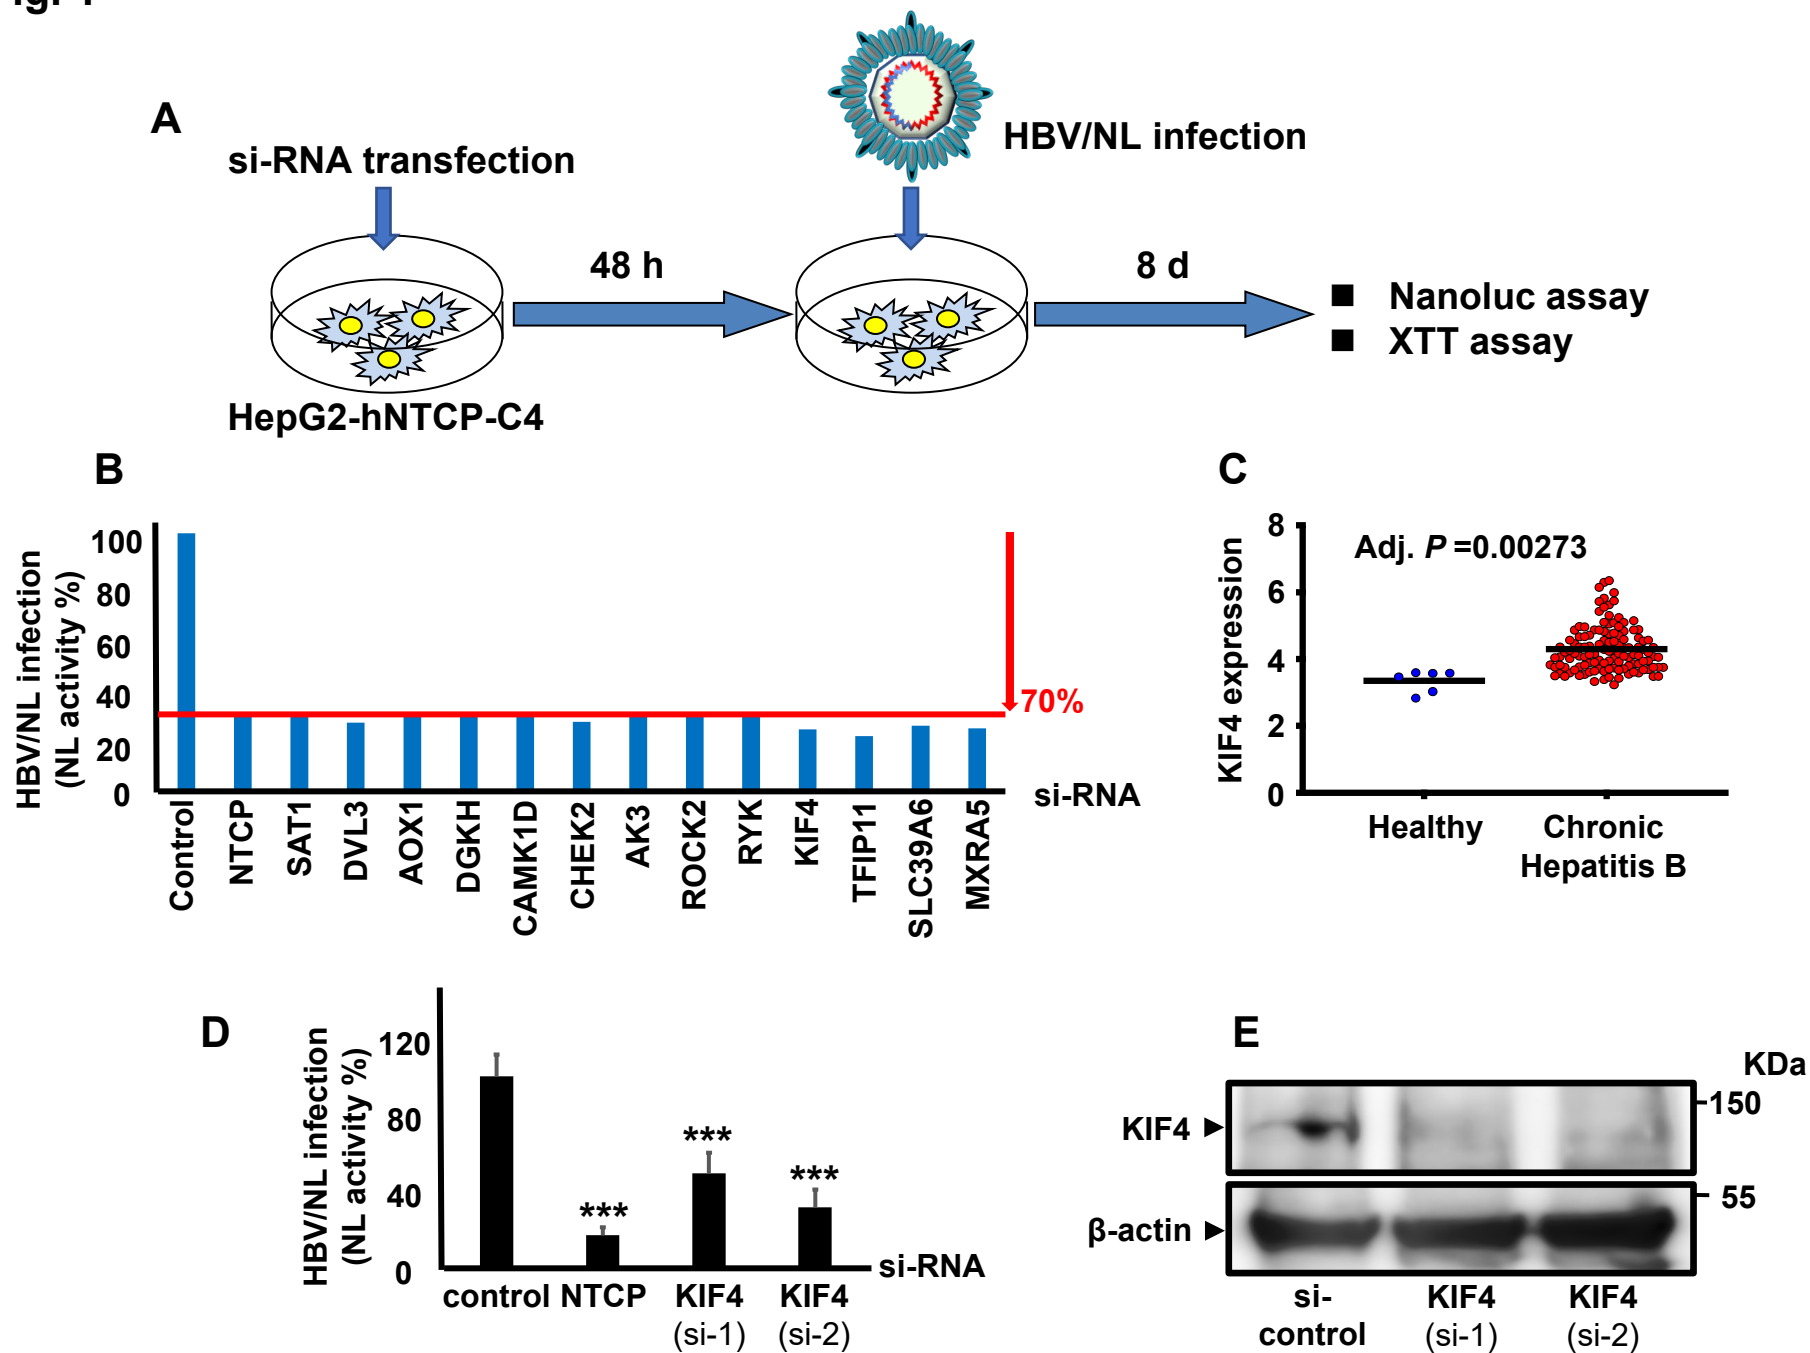 A
si-RNA transfection
HBV/NL infection
48 h
8 d
■ Nanoluc assay
■ XTT assay
HepG2-hNTCP-C4
B
HBV/NL infection
(NL activity %)
100
80
60
40
20
0
70%
Control
NTCP
SAT1
DVL3
AOX1
DGKH
CAMK1D
CHEK2
AK3
ROCK2
RYK
KIF4
TFIP11
SLC39A6
MXRA5
si-RNA
C
KIF4 expression
8
6
4
2
0
Adj. P =0.00273
Healthy
Chronic
Hepatitis B
D
HBV/NL infection
(NL activity %)
120
80
40
0
***
***
***
si-RNA
control NTCP KIF4 KIF4
(si-1) (si-2)
E
KDa
150
KIF4
55
β-actin
si- KIF4 KIF4
control (si-1) (si-2)